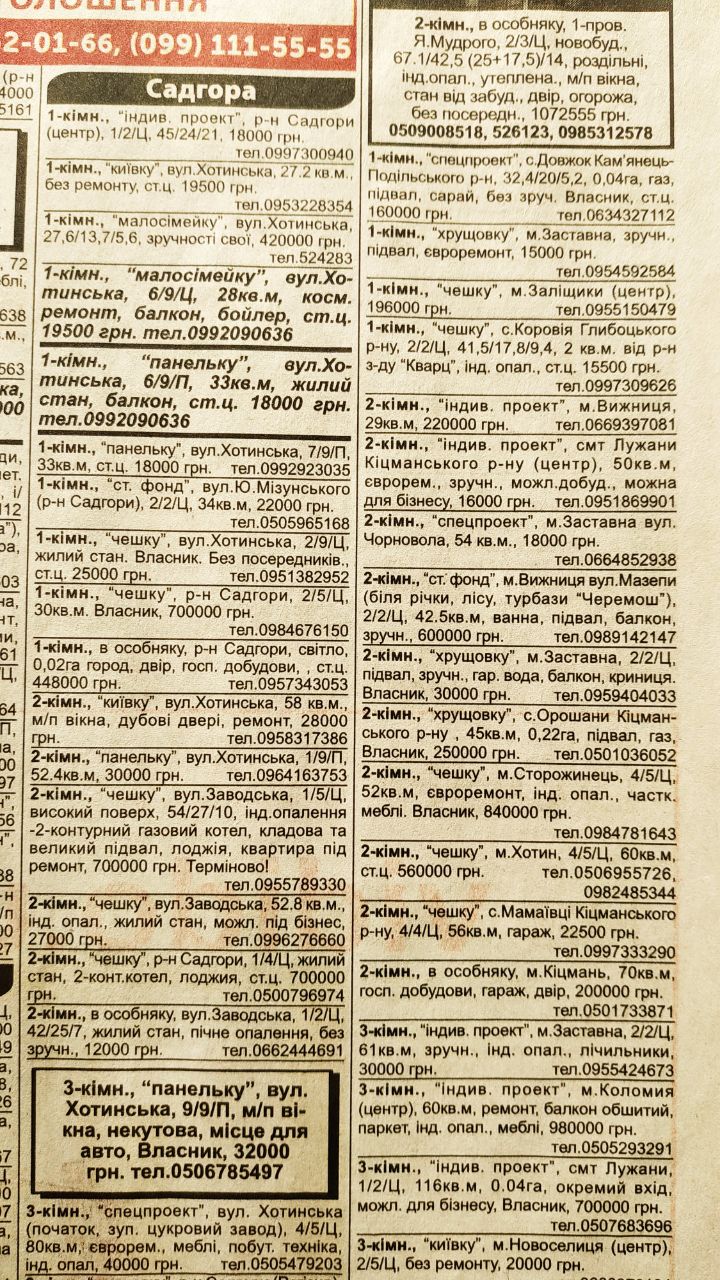 ОЛОШЕННЯ
2-01-66, (099) 111-55-55
Садгора
1-кімн., “індив. проект”, р-н Садгори
(центр), 1/2/Ц, 45/24/21, 18000 грн.
тел.0997300940
1-кімн., “київку”, вул.Хотинська, 27.2 кв.м.,
без ремонту, ст.ц. 19500 грн.
тел.0953228354
1-кімн., “малосімейку”, вул.Хотинська,
27,6/13,7/5,6, зручності свої, 420000 грн.
тел.524283
1-кімн., “малосімейку”, вул.Хо-
тинська, 6/9/Ц, 28кв.м, косм.
ремонт, балкон, бойлер, ст.ц.
19500 грн. тел.0992090636
1-кімн., “панельку”, вул.Хо-
тинська, 6/9/П, 33кв.м, жилий
стан, балкон, ст.ц. 18000 грн.
тел.0992090636
1-кімн., “панельку”, вул.Хотинська, 7/9/П,
33кв.м, ст.ц. 18000 грн. тел.0992923035
1-кімн., “ст. фонд”, вул.Ю.Мізунського
(р-н Садгори), 2/2/Ц, 34кв.м, 22000 грн.
тел.0505965168
1-кімн., “чешку”, вул.Хотинська, 2/9/Ц,
жилий стан. Власник. Без посередників.,
ст.ц. 25000 грн. тел.0951382952
1-кімн., “чешку”, р-н Садгори, 2/5/Ц,
30кв.м. Власник, 700000 грн.
тел.0984676150
1-кімн., в особняку, р-н Садгори, світло,
0,02га город, двір, госп. добудови, , ст.ц.
448000 грн. тел.0957343053
2-кімн., “київку”, вул.Хотинська, 58 кв.м.,
м/п вікна, дубові двері, ремонт, 28000
грн. тел.0958317386
2-кімн., “панельку”, вул.Хотинська, 1/9/П,
52.4кв.м, 30000 грн. тел.0964163753
2-кімн., “чешку”, вул.Заводська, 1/5/Ц,
високий поверх, 54/27/10, інд.опалення
-2-контурний газовий котел, кладова та
великий підвал, лоджія, квартира під
ремонт, 700000 грн. Терміново!
тел.0955789330
2-кімн., “чешку”, вул.Заводська, 52.8 кв.м.,
інд. опал., жилий стан, можл. під бізнес,
27000 грн. тел.0996276660
2-кімн., “чешку”, р-н Садгори, 1/4/Ц, жилий
стан, 2-конт.котел, лоджия, ст.ц. 700000
грн. тел.0500796974
2-кімн., в особняку, вул.Заводська, 1/2/Ц,
42/25/7, жилий стан, пічне опалення, без
зручн., 12000 грн. тел.0662444691
3-кімн., “панельку”, вул.
Хотинська, 9/9/П, м/п ві-
кна, некутова, місце для
авто, Власник, 32000
грн. тел.0506785497
3-кімн., “спецпроект”, вул. Хотинська
(початок, зуп. цукровий завод), 4/5/Ц,
80кв.м, єврорем., меблі, побут. техніка,
інд. опал, 40000 грн. тел.0505479203
2-кімн., в особняку, 1-пров.
Я.Мудрого, 2/3/Ц, новобуд.,
67.1/42,5 (25+17,5)/14, роздільні,
інд.опал., утеплена., м/п вікна,
стан від забуд., двір, огорожа,
без посередн., 1072555 грн.
0509008518, 526123, 0985312578
1-кімн., “спецпроект”, с.Довжок Кам’янець-
Подільського р-н, 32,4/20/5,2, 0,04га, газ,
підвал, сарай, без зруч. Власник, ст.ц.
160000 грн. тел.0634327112
1-кімн., “хрущовку”, м.Заставна, зручн.,
підвал, євроремонт, 15000 грн.
тел.0954592584
1-кімн., “чешку”, м.Заліщики (центр),
196000 грн. тел.0955150479
1-кімн., “чешку”, с.Коровія Глибоцького
р-ну, 2/2/Ц, 41,5/17,8/9,4, 2 кв.м. від р-н
з-ду “Кварц”, інд. опал., ст.ц. 15500 грн.
тел.0997309626
2-кімн., “індив. проект”, м.Вижниця,
29кв.м, 220000 грн. тел.0669397081
2-кімн., “індив. проект”, смт Лужани
Кіцманського р-ну (центр), 50кв.м,
єврорем., зручн., можл.добуд., можна
для бізнесу, 16000 грн. тел.0951869901
2-кімн., “спецпроект”, м.Заставна вул.
Чорновола, 54 кв.м., 18000 грн.
тел.0664852938
2-кімн., “ст. фонд”, м.Вижниця вул.Мазепи
(біля річки, лісу, турбази “Черемош”),
2/2/Ц, 42.5кв.м, ванна, підвал, балкон,
зручн., 600000 грн. тел.0989142147
2-кімн., “хрущовку”, м.Заставна, 2/2/Ц,
підвал, зручн., гар. вода, балкон, криниця.
Власник, 30000 грн. тел.0959404033
2-кімн., “хрущовку”, с.Орошани Кіцман-
ського р-ну , 45кв.м, 0,22га, підвал, газ,
Власник, 250000 грн. тел.0501036052
2-кімн., “чешку”, м.Сторожинець, 4/5/Ц,
52кв.м, євроремонт, інд. опал., частк.
меблі. Власник, 840000 грн.
тел.0984781643
2-кімн., “чешку”, м.Хотин, 4/5/Ц, 60кв.м,
ст.ц. 560000 грн. тел.0506955726,
0982485344
2-кімн., “чешку”, с.Мамаївці Кіцманського
р-ну, 4/4/Ц, 56кв.м, гараж, 22500 грн.
тел.0997333290
2-кімн., в особняку, м.Кіцмань, 70кв.м,
госп. добудови, гараж, двір, 200000 грн.
тел.0501733871
3-кімн., “індив. проект”, м.Заставна, 2/2/Ц,
61кв.м, зручн., інд. опал., лічильники,
30000 грн. тел.0955424673
3-кімн., “індив. проект”, м.Коломия
(центр), 60кв.м, ремонт, балкон обшитий,
паркет, інд. опал., меблі, 980000 грн.
тел.0505293291
3-кімн., “індив. проект”, смт Лужани,
1/2/Ц, 116кв.м, 0.04га, окремий вхід,
можл. для бізнесу, Власник, 700000 грн.
тел.0507683696
3-кімн., “київку”, м.Новоселиця (центр),
2/5/Ц, без ремонту, 20000 грн.